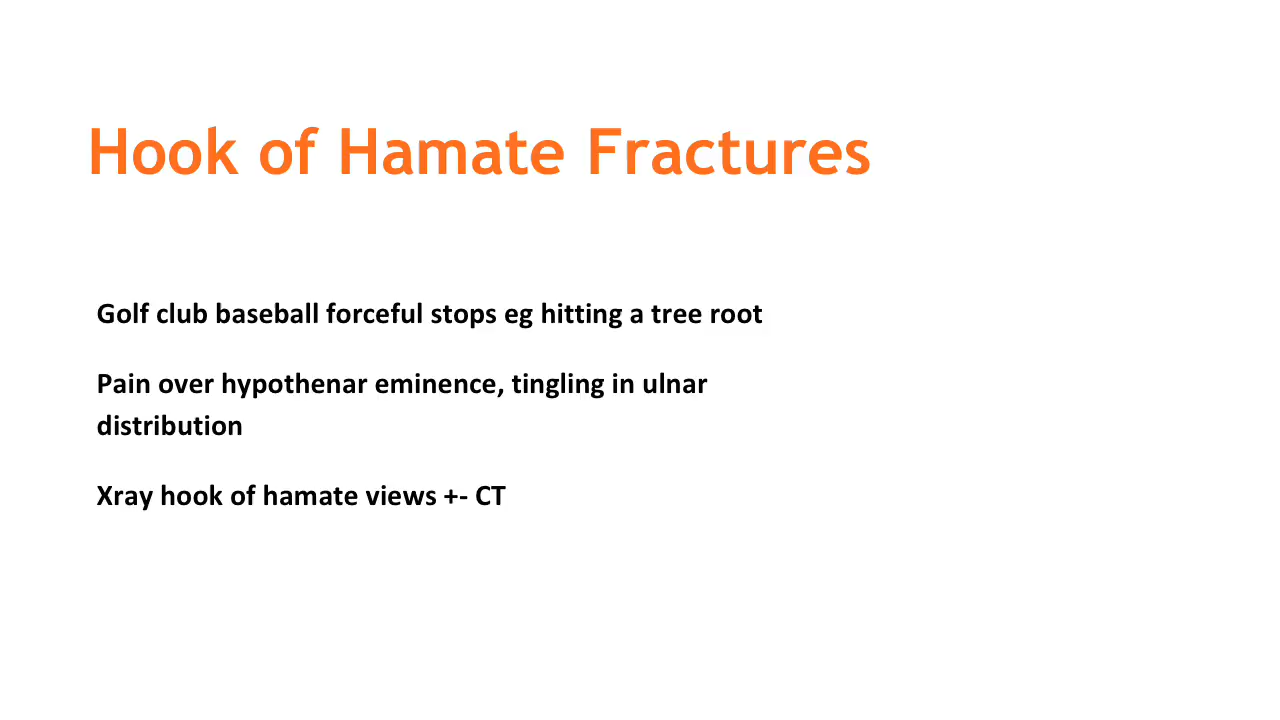 Hook of Hamate Fractures
Golf club baseball forceful stops eg hitting a tree root
Pain over hypothenar eminence, tingling in ulnar
distribution
Xray hook of hamate views +- CT